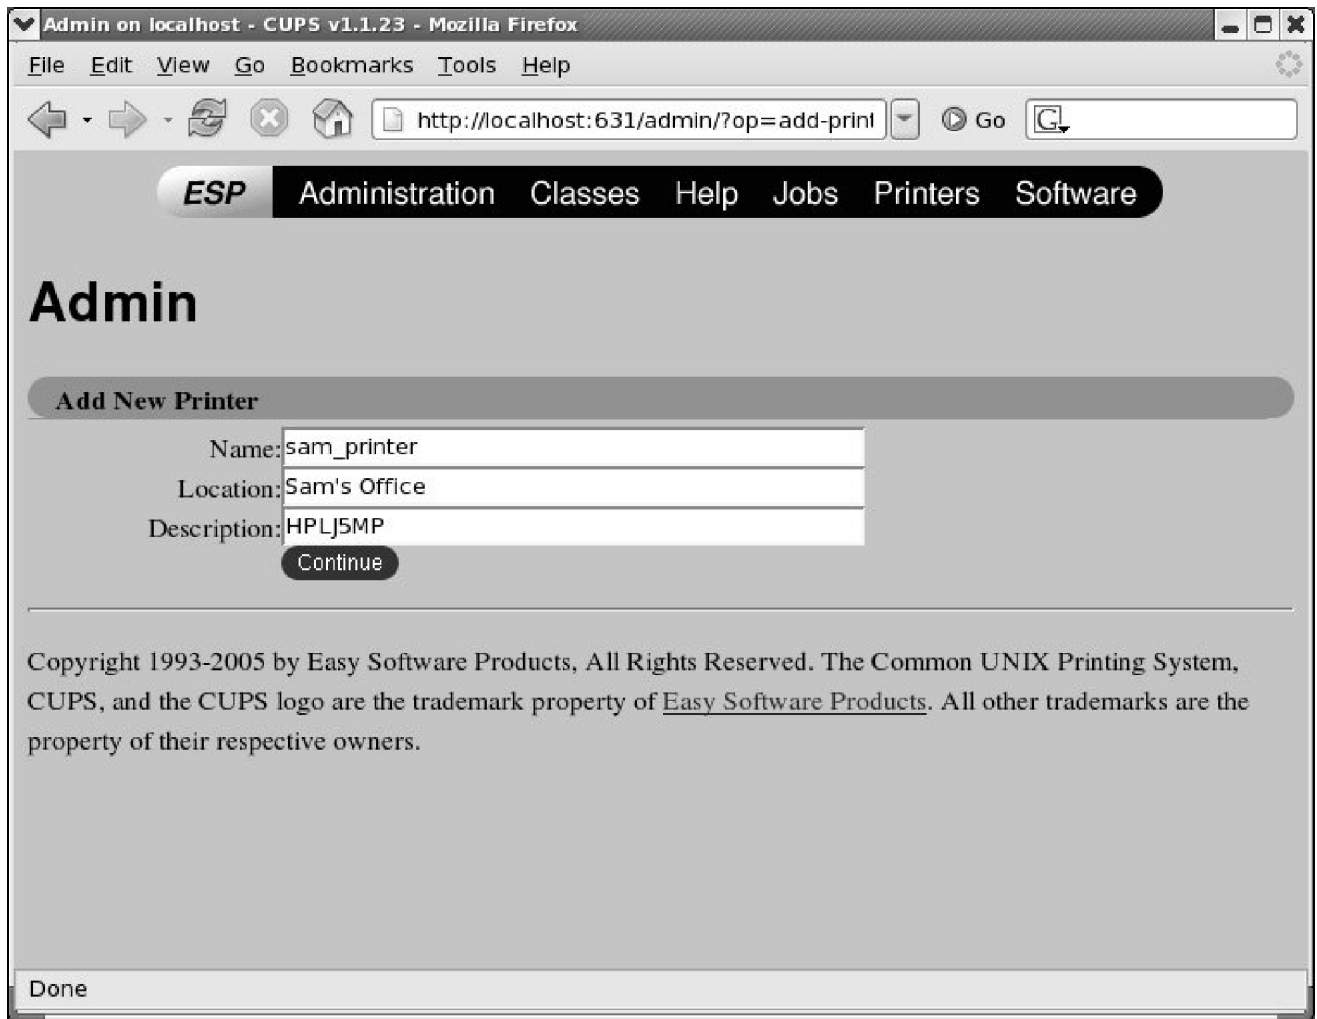 Admin on localhost - CUPS v1.1.23 - Mozilla Firefox
File Edit View Go Bookmarks Tools Help
http://localhost:631/admin/?op=add-print Go G
ESP Administration Classes Help Jobs Printers Software
Admin
Add New Printer
Name: sam_printer
Location: Sam's Office
Description: HPLJ5MP
Continue
Copyright 1993-2005 by Easy Software Products, All Rights Reserved. The Common UNIX Printing System,
CUPS, and the CUPS logo are the trademark property of Easy Software Products. All other trademarks are the
property of their respective owners.
Done